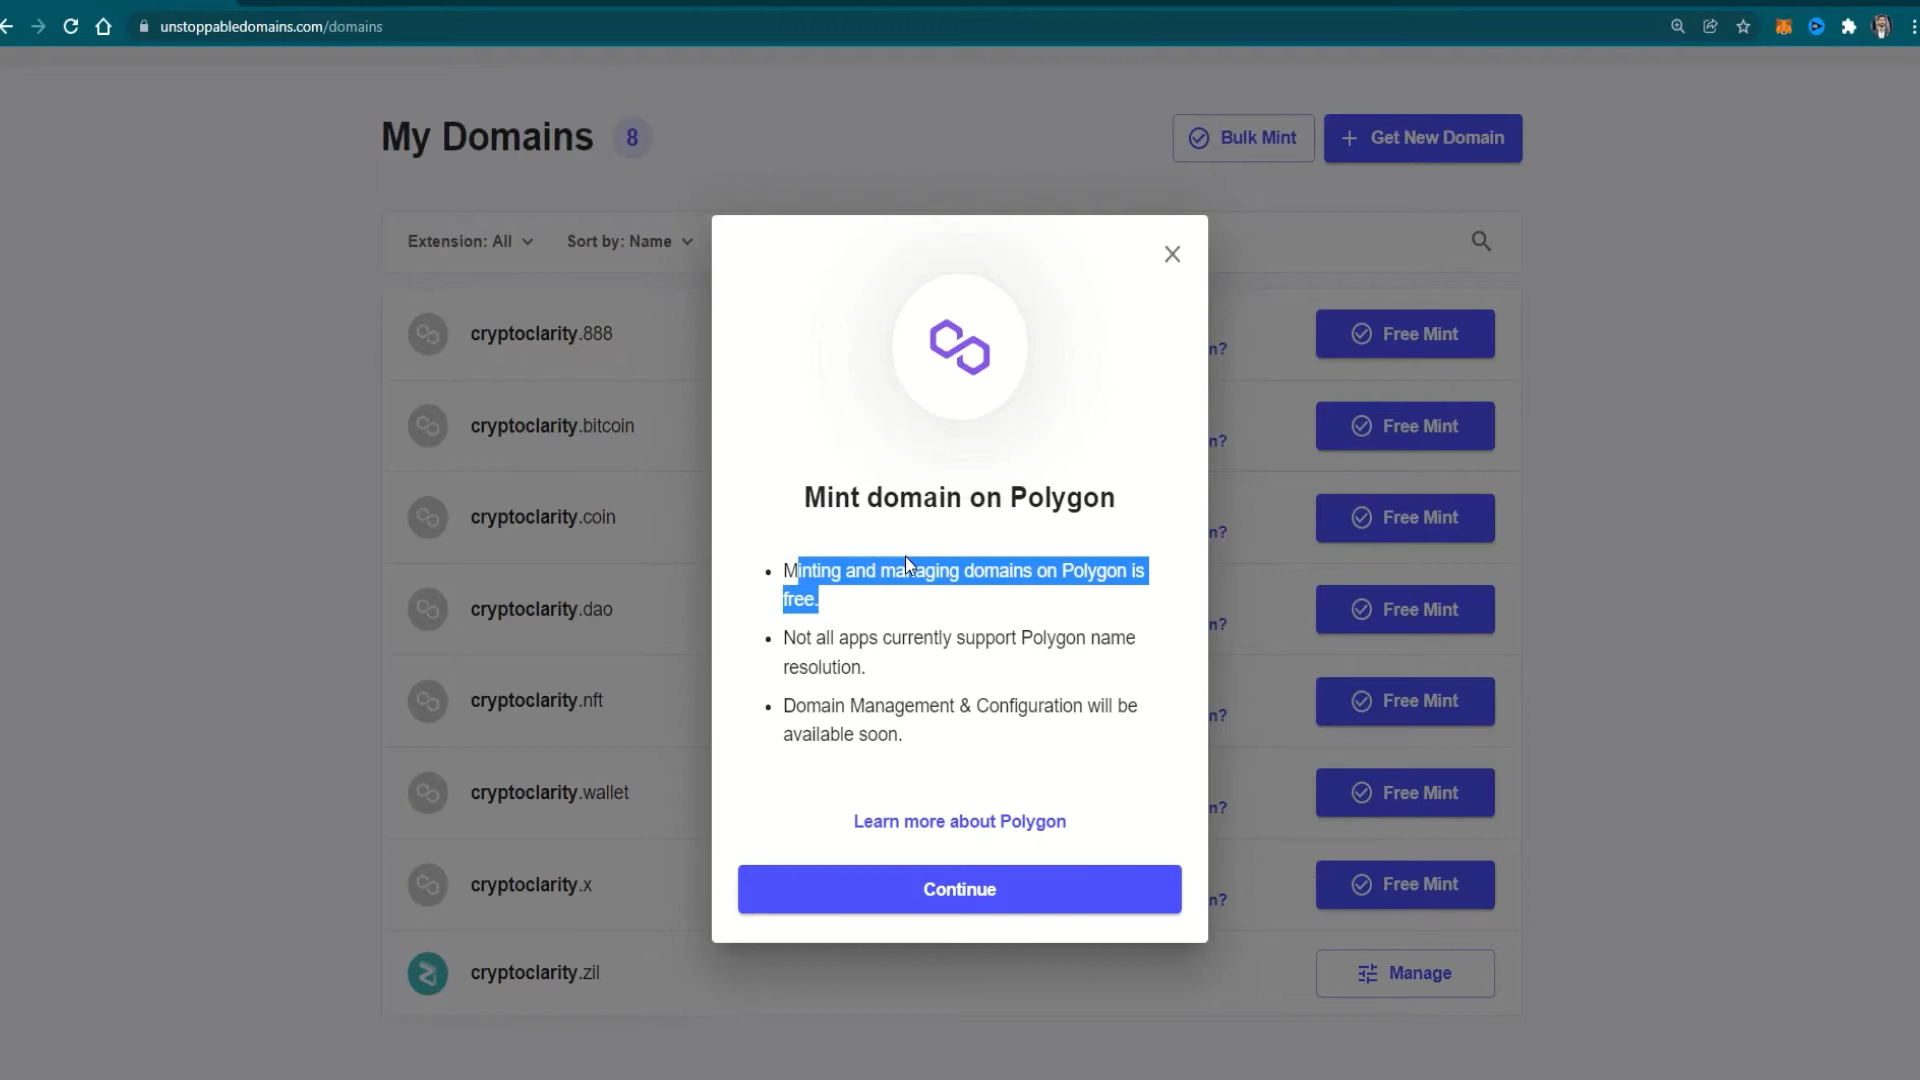 unstoppabledomains.com/domains
My Domains 8
Bulk Mint
+ Get New Domain
Extension: All
Sort by: Name
cryptoclarity.888
n?
Free Mint
cryptoclarity.bitcoin
n?
Free Mint
cryptoclarity.coin
n?
Free Mint
cryptoclarity.dao
n?
Free Mint
cryptoclarity.nft
n?
Free Mint
cryptoclarity.wallet
n?
Free Mint
cryptoclarity.x
n?
Free Mint
cryptoclarity.zil
Manage
Mint domain on Polygon
• Minting and managing domains on Polygon is
free.
• Not all apps currently support Polygon name
resolution.
• Domain Management & Configuration will be
available soon.
Learn more about Polygon
Continue